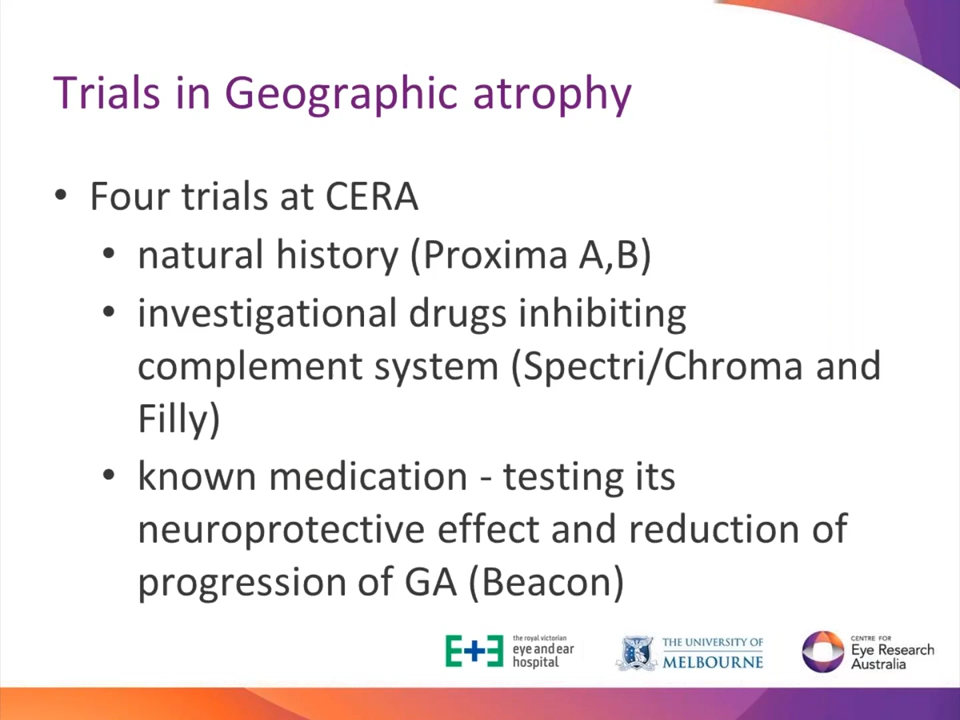 Trials in Geographic atrophy
• Four trials at CERA
• natural history (Proxima A,B)
• investigational drugs inhibiting
complement system (Spectri/Chroma and
Filly)
• known medication - testing its
neuroprotective effect and reduction of
progression of GA (Beacon)
the royal victorian
eye and ear
hospital
THE UNIVERSITY OF
MELBOURNE
CENTRE FOR
Eye Research
Australia